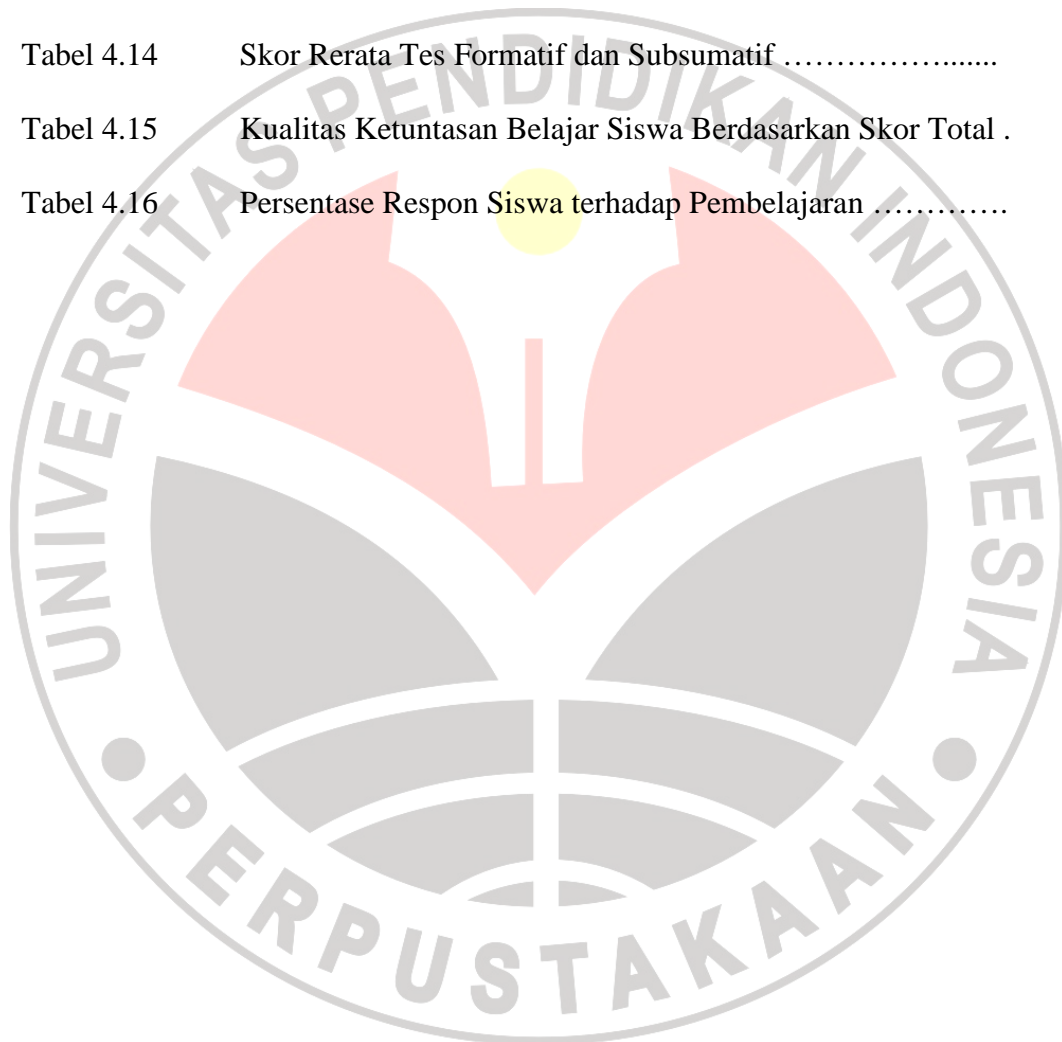 Tabel 4.14 Skor Rerata Tes Formatif dan Subsumatif …………….......
Tabel 4.15 Kualitas Ketuntasan Belajar Siswa Berdasarkan Skor Total .
Tabel 4.16 Persentase Respon Siswa terhadap Pembelajaran ………….
UNIVERSITAS PENDIDIKAN INDONESIA
PERPUSTAKAAN